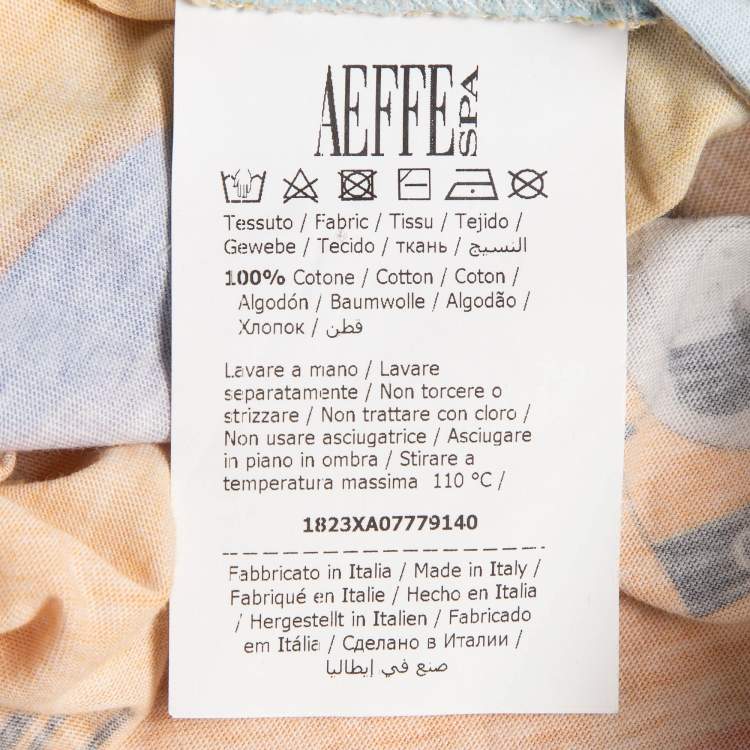 AEFFE SPA
Tessuto / Fabric / Tissu / Tejido /
Gewebe / Tecido / ткань / النسيج /
100% Cotone / Cotton / Coton /
Algodón / Baumwolle / Algodão /
Хлопок / قطن
Lavare a mano / Lavare
separatamente / Non torcere o
strizzare / Non trattare con cloro /
Non usare asciugatrice / Asciugare
in piano in ombra / Stirare a
temperatura massima 110 °C /
1823XA07779140
Fabbricato in Italia / Made in Italy /
Fabriqué en Italie / Hecho en Italia
/ Hergestellt in Italien / Fabricado
em Itália / Сделано в Италии /
صنع في إيطاليا